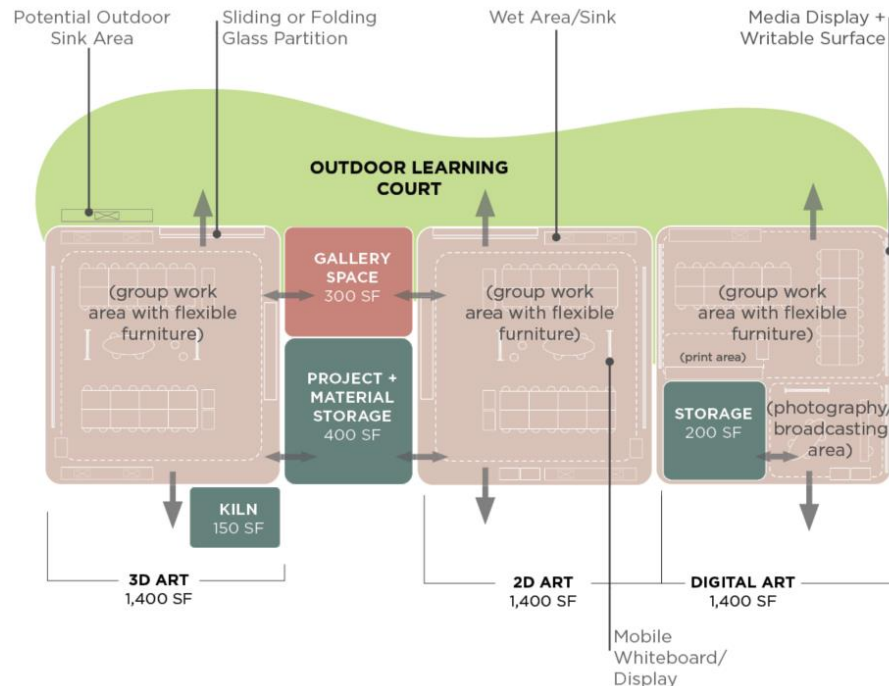 Potential Outdoor
Sink Area
Sliding or Folding
Glass Partition
Wet Area/Sink
Media Display +
Writable Surface
OUTDOOR LEARNING
COURT
(group work
area with flexible
furniture)
GALLERY
SPACE
300 SF
(group work
area with flexible
furniture)
(group work
area with flexible
furniture)
(print area)
PROJECT +
MATERIAL
STORAGE
400 SF
STORAGE
200 SF
(photography/
broadcasting
area)
KILN
150 SF
3D ART
1,400 SF
2D ART
1,400 SF
DIGITAL ART
1,400 SF
Mobile
Whiteboard/
Display